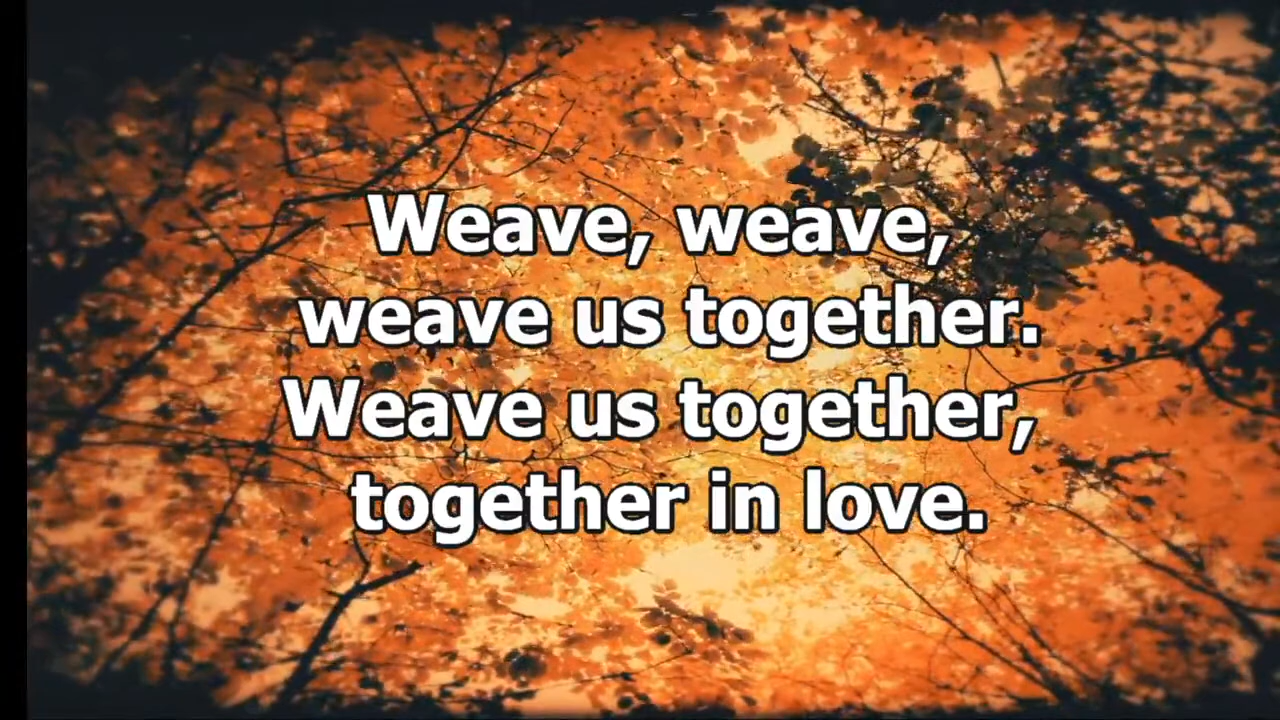 Weave, weave,
weave us together.
Weave us together,
together in love.